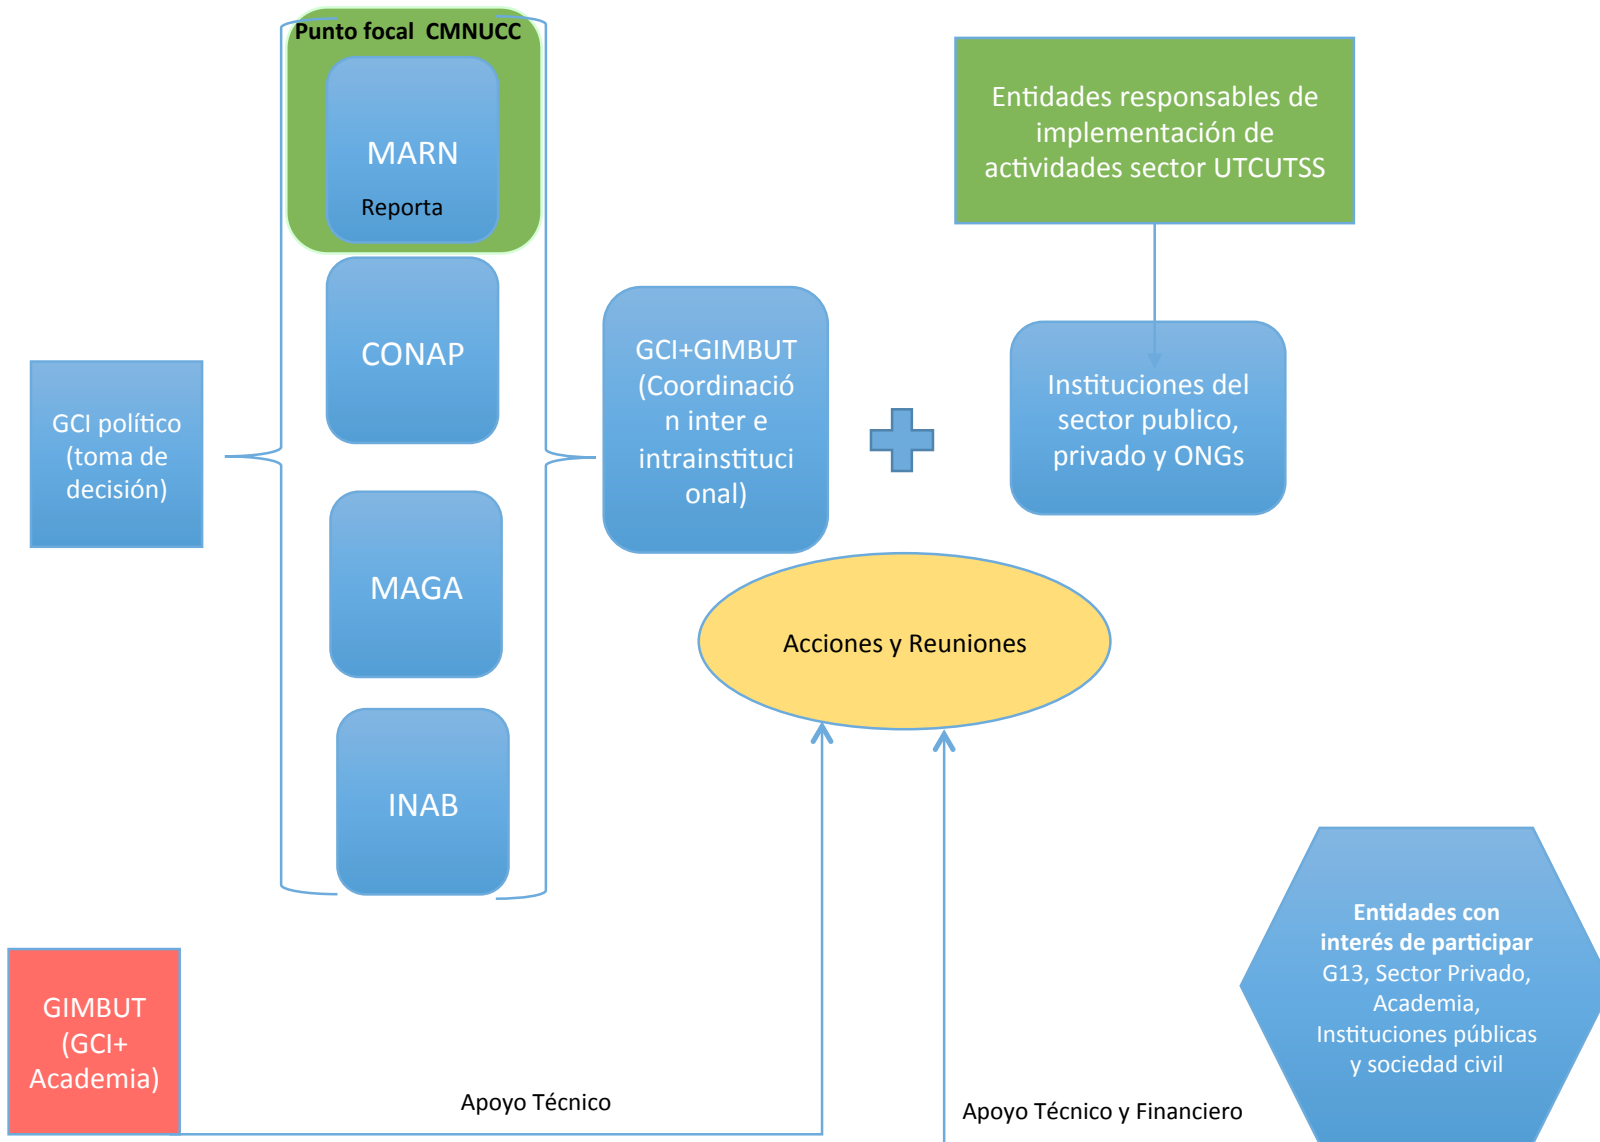 Punto focal CMNUCC
MARN
Reporta
CONAP
MAGA
INAB
GCI político
(toma de
decisión)
GCI+GIMBUT
(Coordinació
n inter e
intrainstituci
onal)
Entidades responsables de
implementación de
actividades sector UTCUTSS
Instituciones del
sector publico,
privado y ONGs
Acciones y Reuniones
GIMBUT
(GCI+
Academia)
Apoyo Técnico
Apoyo Técnico y Financiero
Entidades con
interés de participar
G13, Sector Privado,
Academia,
Instituciones públicas
y sociedad civil